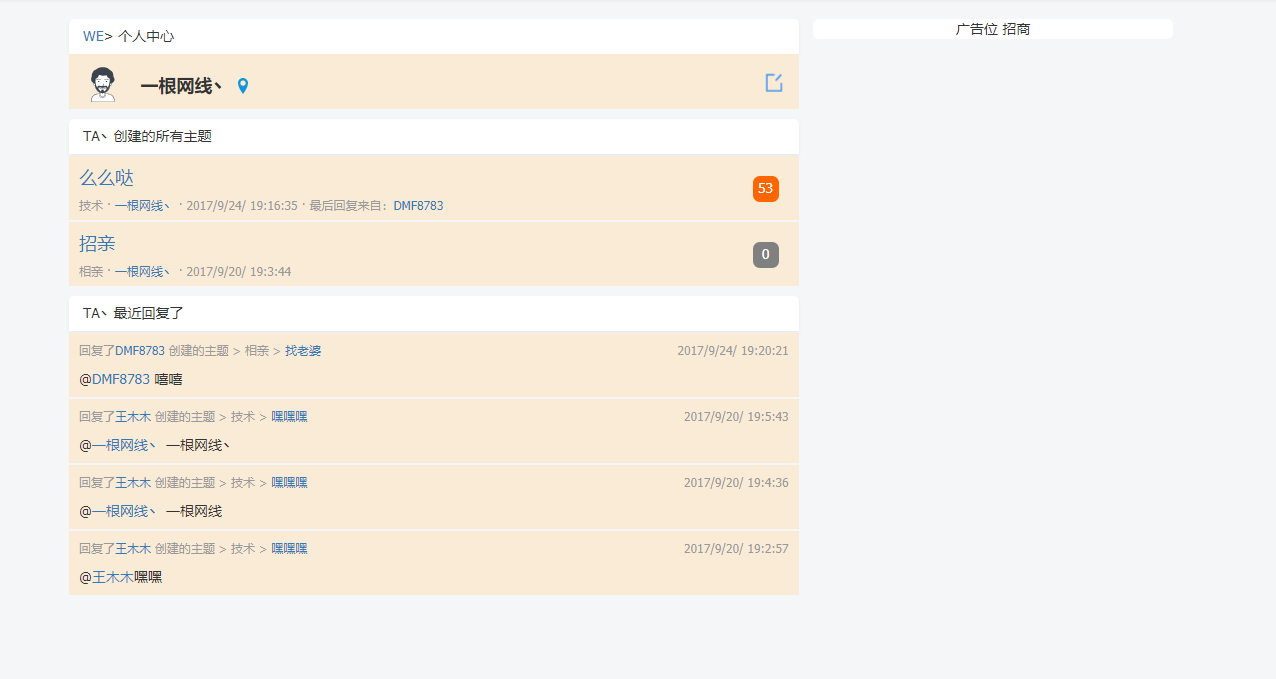 WE> 个人中心
广告位 招商
一根网线丶
TA丶创建的所有主题
么么哒
53
技术 · 一根网线丶 · 2017/9/24/ 19:16:35 · 最后回复来自：DMF8783
招亲
0
相亲 · 一根网线丶 · 2017/9/20/ 19:3:44
TA丶最近回复了
回复了DMF8783 创建的主题 > 相亲 > 找老婆 2017/9/24/ 19:20:21
@DMF8783 嘻嘻
回复了王木木 创建的主题 > 技术 > 嘿嘿嘿 2017/9/20/ 19:5:43
@一根网线丶 一根网线丶
回复了王木木 创建的主题 > 技术 > 嘿嘿嘿 2017/9/20/ 19:4:36
@一根网线丶 一根网线
回复了王木木 创建的主题 > 技术 > 嘿嘿嘿 2017/9/20/ 19:2:57
@王木木嘿嘿